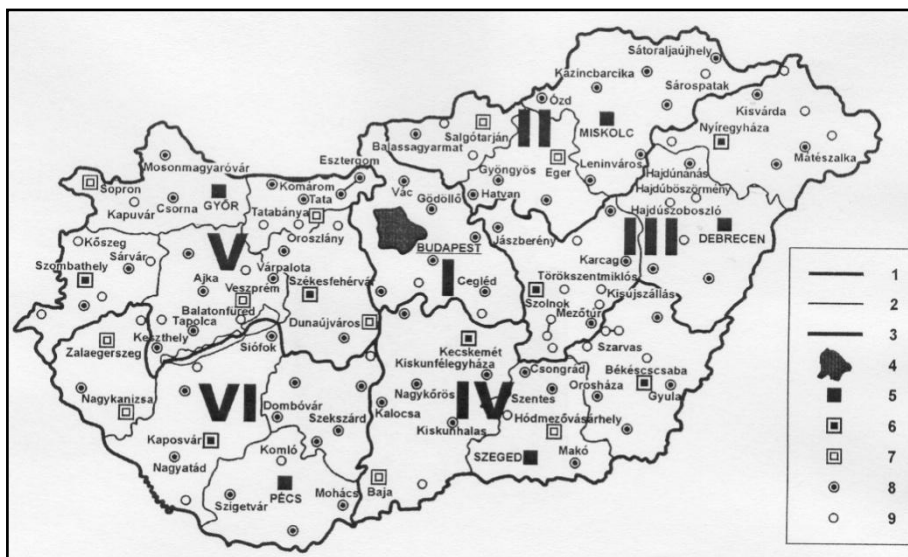 Sátoraljaújhely
Kazincbarcika
Sárospatak
Ózd
Kisvárda
II
Salgótarján
MISKOLC
Nyíregyháza
Balassagyarmat
Mátészalka
Eger
Leninváros
Esztergom
Gyöngyös
Hajdúnánás
Mosonmagyaróvár
Vác
Hatvan
Hajdúböszörmény
Sopron
Komárom
Gödöllő
Tata
Kapuvár
Csorna
GYŐR
Hajdúszoboszló
Tatabánya
III
DEBRECEN
Oroszlány
Jászberény
Kőszeg
V
BUDAPEST
Karcag
Sárvár
Várpalota
I
Szombathely
Ajka
Székesfehérvár
Törökszentmiklós
Veszprém
Cegléd
Szolnok
Kisújszállás
Balatonfüred
Mezőtúr
Tapolca
Dunaújváros
Keszthely
Siófok
Szarvas
Zalaegerszeg
Kecskemét
Kiskunfélegyháza
Csongrád
Békéscsaba
Orosháza
Nagykanizsa
VI
Nagykőrös
IV
Szentes
Gyula
Dombóvár
Kalocsa
Szekszárd
Hódmezővásárhely
Kaposvár
Kiskunhalas
Komló
Nagyatád
SZEGED
Makó
PÉCS
Mohács
Baja
Szigetvár
1
2
3
4
5
6
7
8
9